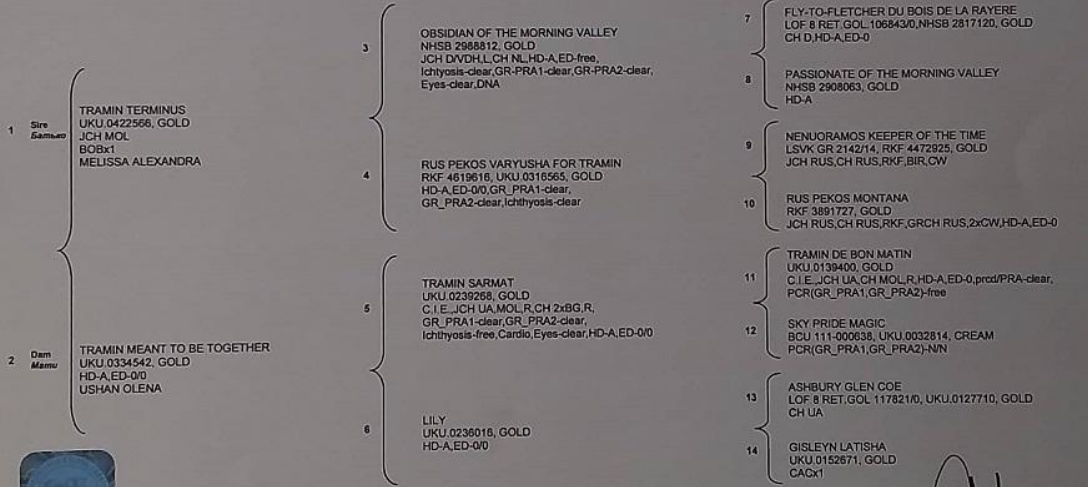 1 Sire
Батько
TRAMIN TERMINUS
UKU.0422566, GOLD
JCH MOL
BOBx1
MELISSA ALEXANDRA
2 Dam
Мати
TRAMIN MEANT TO BE TOGETHER
UKU.0334542, GOLD
HD-A,ED-0/0
USHAN OLENA
3 OBSIDIAN OF THE MORNING VALLEY
NHSB 2988812, GOLD
JCH D/VDH,L,CH NL,HD-A,ED-free,
Ichtyosis-clear,GR-PRA1-clear,GR-PRA2-clear,
Eyes-clear,DNA
4 RUS PEKOS VARYUSHA FOR TRAMIN
RKF 4619616, UKU.0316565, GOLD
HD-A,ED-0/0,GR_PRA1-clear,
GR_PRA2-clear,Ichthyosis-clear
5 TRAMIN SARMAT
UKU.0239268, GOLD
C.I.E.,JCH UA,MOL,R,CH 2xBG,R,
GR_PRA1-clear,GR_PRA2-clear,
Ichthyosis-free,Cardio,Eyes-clear,HD-A,ED-0/0
6 LILY
UKU.0236016, GOLD
HD-A,ED-0/0
7 FLY-TO-FLETCHER DU BOIS DE LA RAYERE
LOF 8 RET.GOL 106843/0,NHSB 2817120, GOLD
CH D,HD-A,ED-0
8 PASSIONATE OF THE MORNING VALLEY
NHSB 2908063, GOLD
HD-A
9 NENUORAMOS KEEPER OF THE TIME
LSVK GR 2142/14, RKF 4472925, GOLD
JCH RUS,CH RUS,RKF,BIR,CW
10 RUS PEKOS MONTANA
RKF 3891727, GOLD
JCH RUS,CH RUS,RKF,GRCH RUS,2xCW,HD-A,ED-0
11 TRAMIN DE BON MATIN
UKU.0139400, GOLD
C.I.E.,JCH UA,CH MOL,R,HD-A,ED-0,prcd/PRA-clear,
PCR(GR_PRA1,GR_PRA2)-free
12 SKY PRIDE MAGIC
BCU 111-000638, UKU.0032814, CREAM
PCR(GR_PRA1,GR_PRA2)-N/N
13 ASHBURY GLEN COE
LOF 8 RET.GOL 117821/0, UKU.0127710, GOLD
CH UA
14 GISLEYN LATISHA
UKU.0152671, GOLD
CACx1